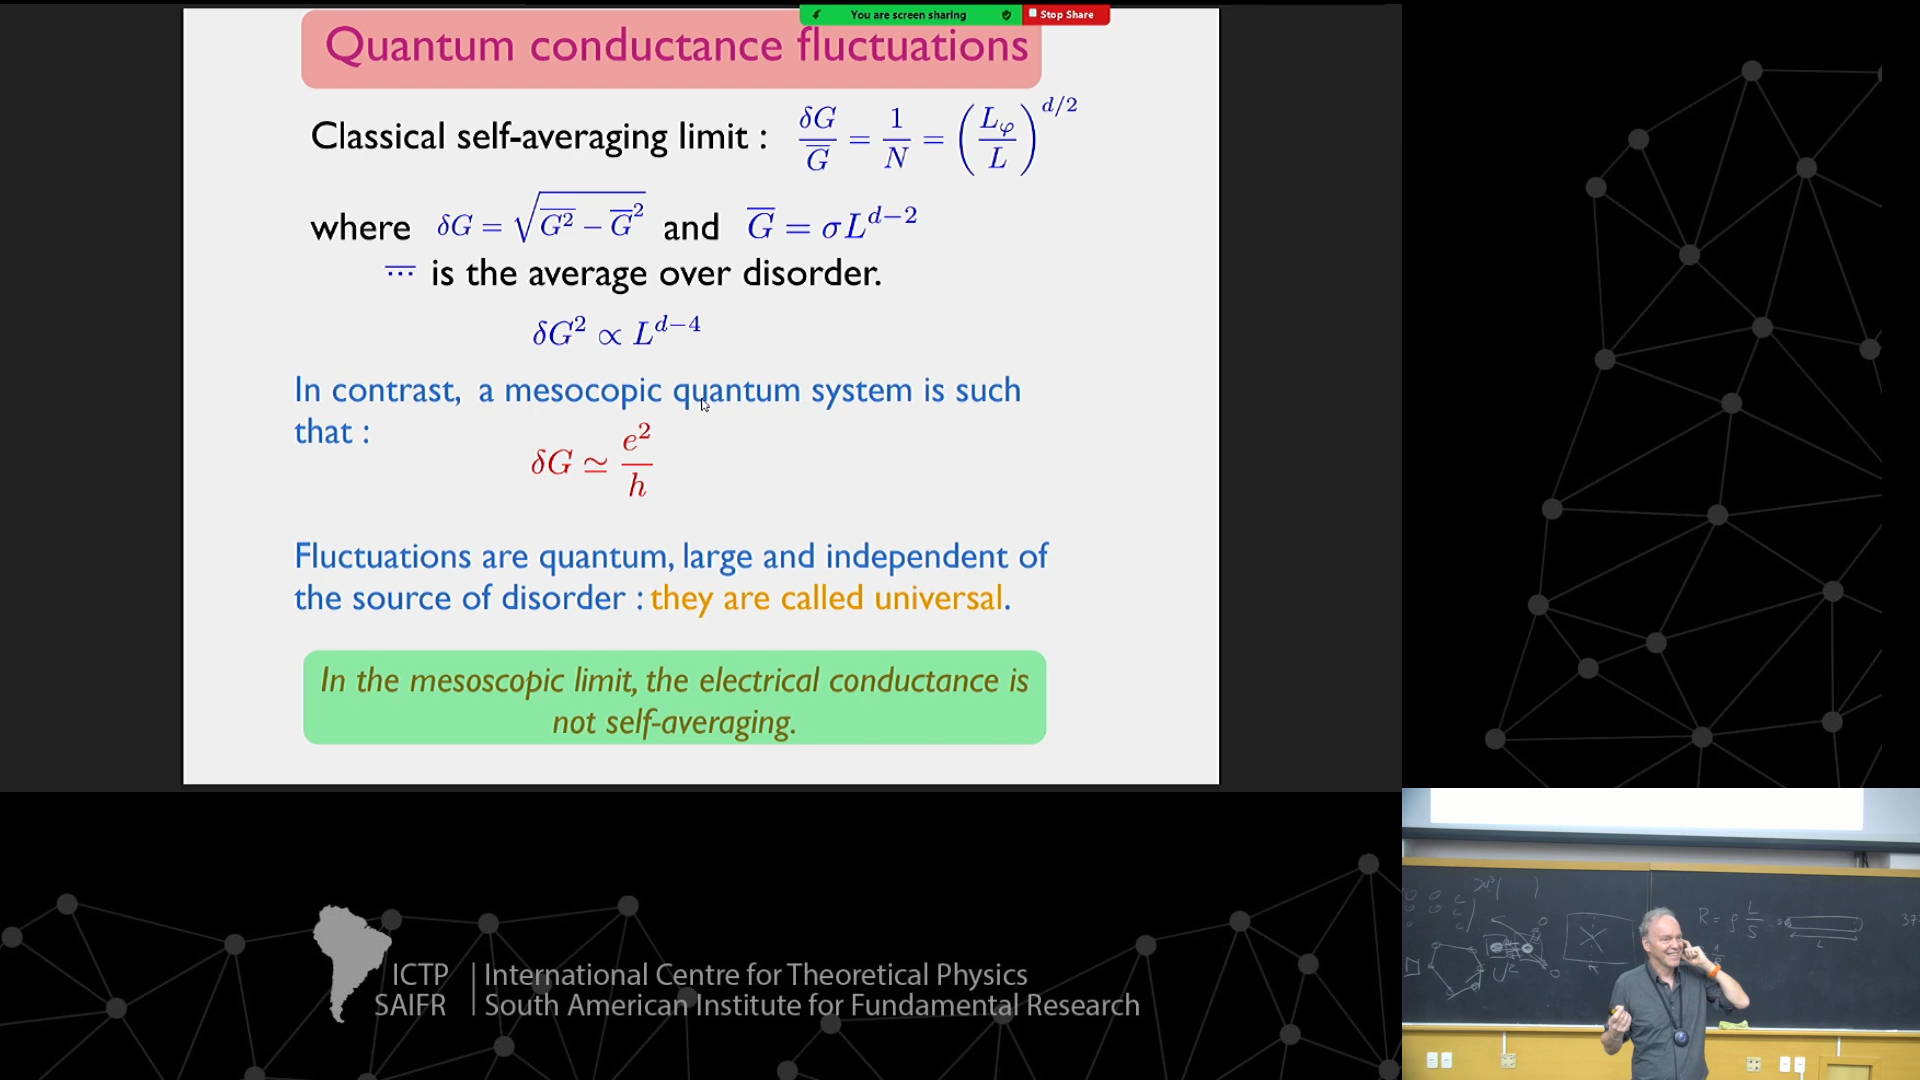 You are screen sharing
Stop Share
Quantum conductance fluctuations
Classical self-averaging limit : δG/G̅ = 1/N = (L_φ/L)^{d/2}
where δG = √(\overline{G²} − \overline{G}²) and G̅ = σL^{d−2}
\overline{⋯} is the average over disorder.
δG² ∝ L^{d−4}
In contrast, a mesocopic quantum system is such
that :
δG ≃ e²/h
Fluctuations are quantum, large and independent of
the source of disorder : they are called universal.
In the mesoscopic limit, the electrical conductance is
not self-averaging.
ICTP | International Centre for Theoretical Physics
SAIFR | South American Institute for Fundamental Research
R = ρ L/S